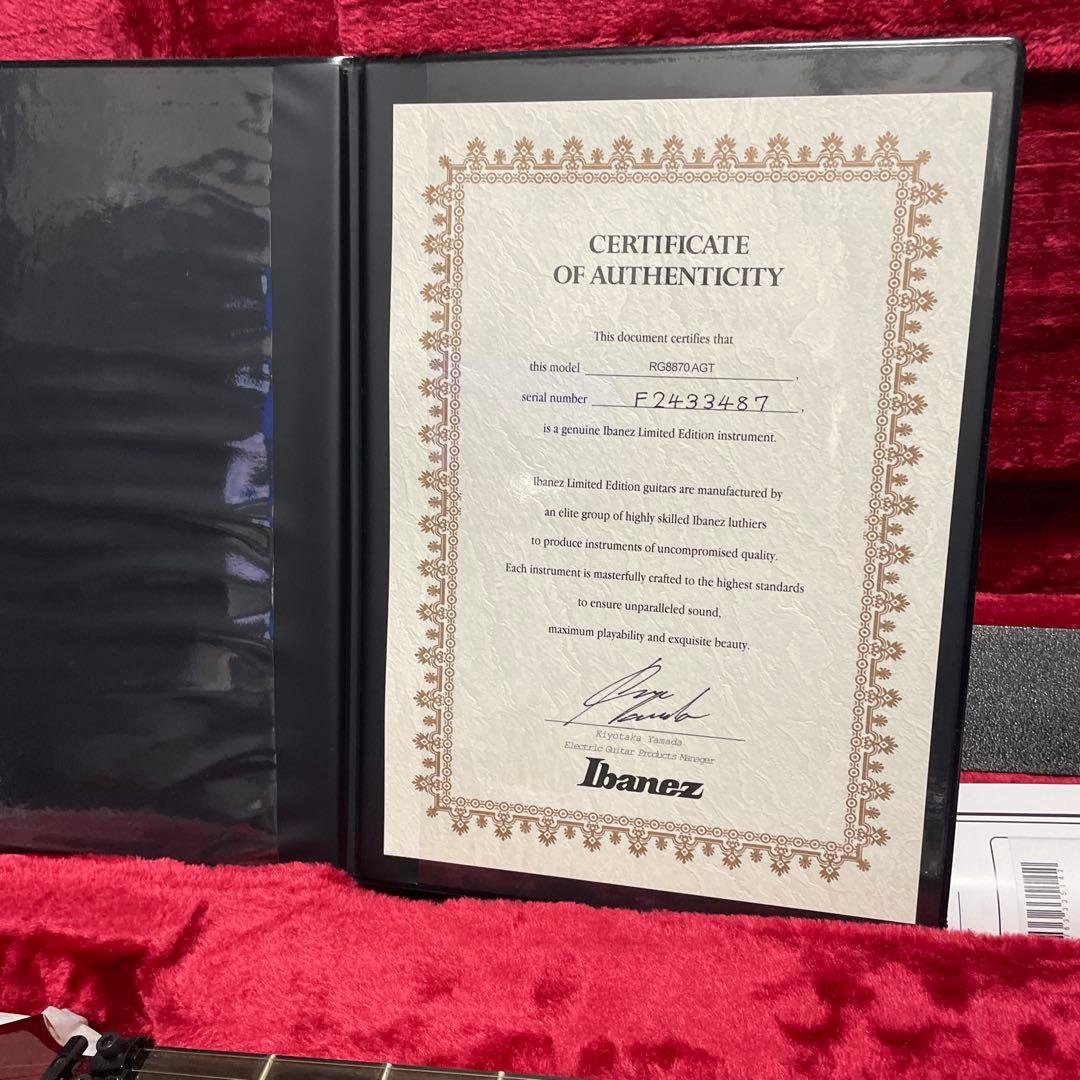 CERTIFICATE
OF AUTHENTICITY
This document certifies that
this model RG8870 AGT,
serial number F2433487,
is a genuine Ibanez Limited Edition instrument.
Ibanez Limited Edition guitars are manufactured by
an elite group of highly skilled Ibanez luthiers
to produce instruments of uncompromised quality.
Each instrument is masterfully crafted to the highest standards
to ensure unparalleled sound,
maximum playability and exquisite beauty.
Kiyotaka Yamada
Electric Guitar Products Manager
Ibanez